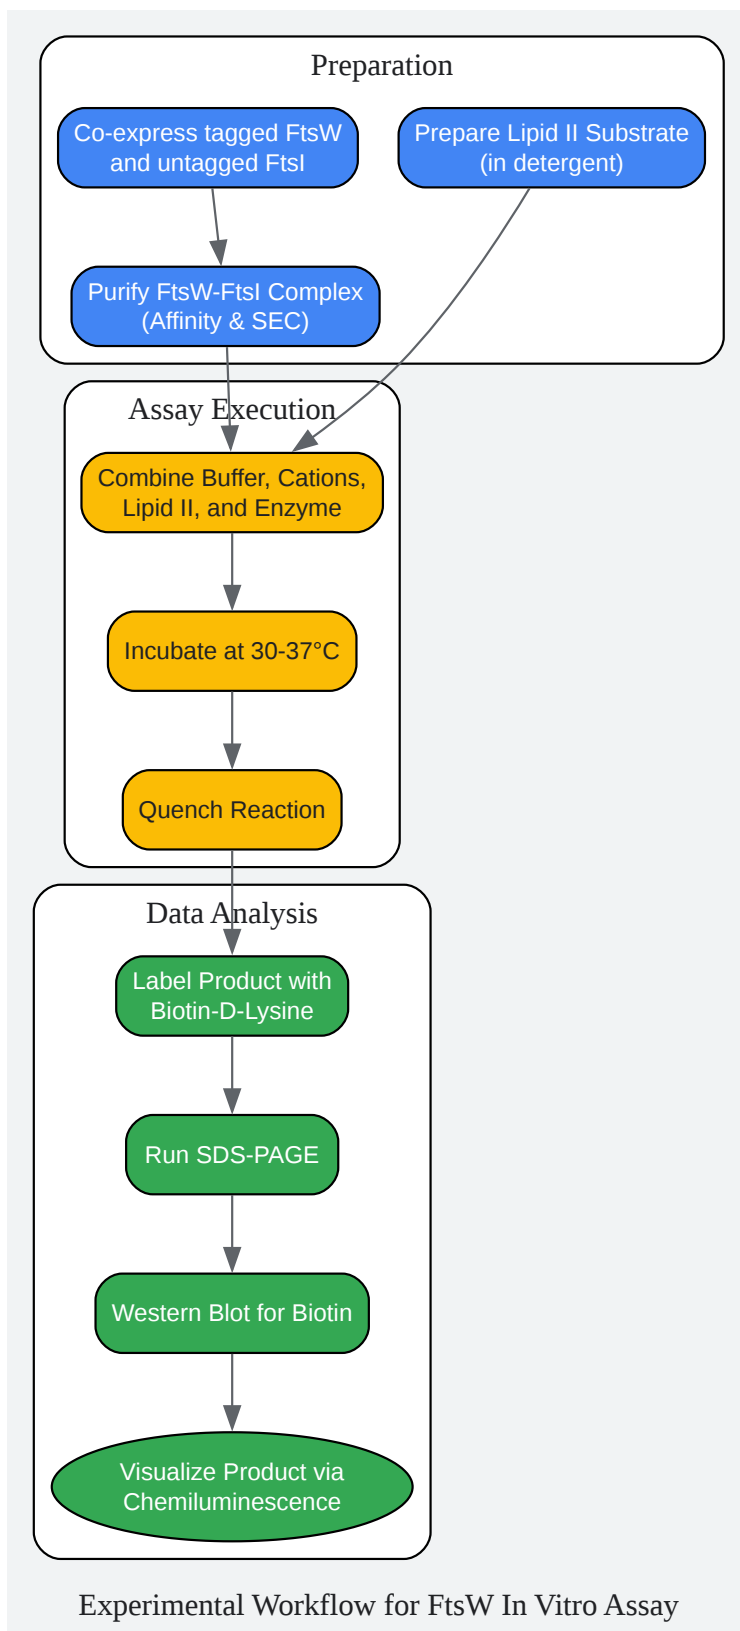 Preparation
Co-express tagged FtsW
and untagged FtsI
Prepare Lipid II Substrate
(in detergent)
Purify FtsW-FtsI Complex
(Affinity & SEC)
Assay Execution
Combine Buffer, Cations,
Lipid II, and Enzyme
Incubate at 30-37°C
Quench Reaction
Data Analysis
Label Product with
Biotin-D-Lysine
Run SDS-PAGE
Western Blot for Biotin
Visualize Product via
Chemiluminescence
Experimental Workflow for FtsW In Vitro Assay